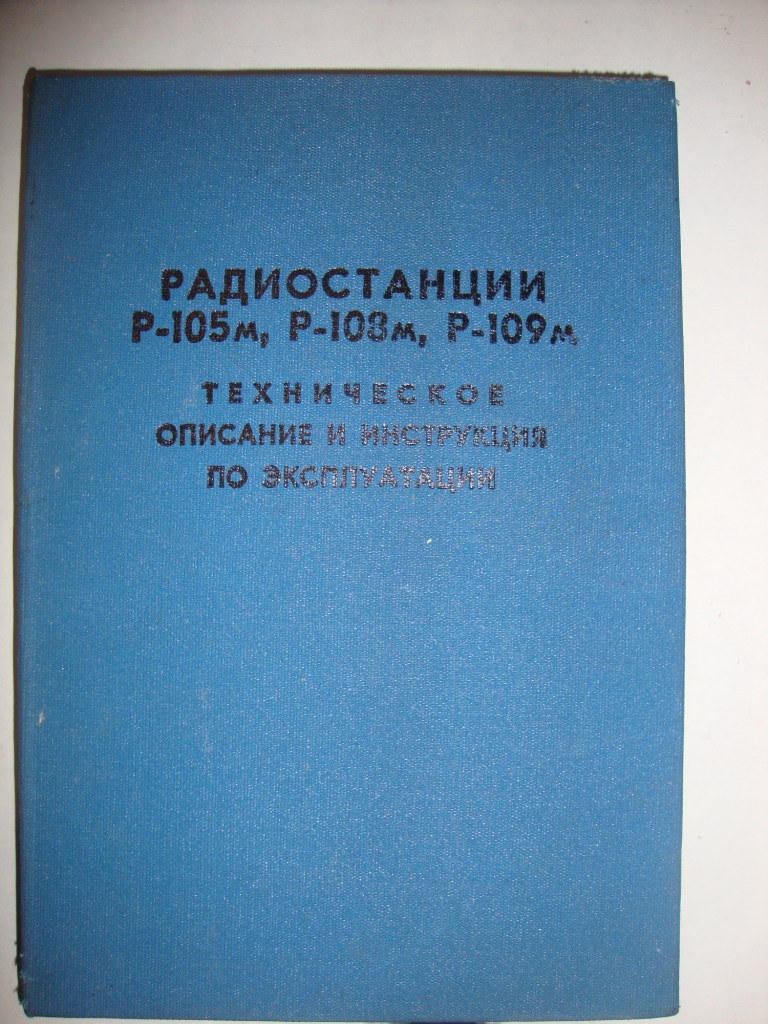 РАДИОСТАНЦИИ
Р-105м, Р-108м, Р-109м
ТЕХНИЧЕСКОЕ
ОПИСАНИЕ И ИНСТРУКЦИЯ
ПО ЭКСПЛУАТАЦИИ